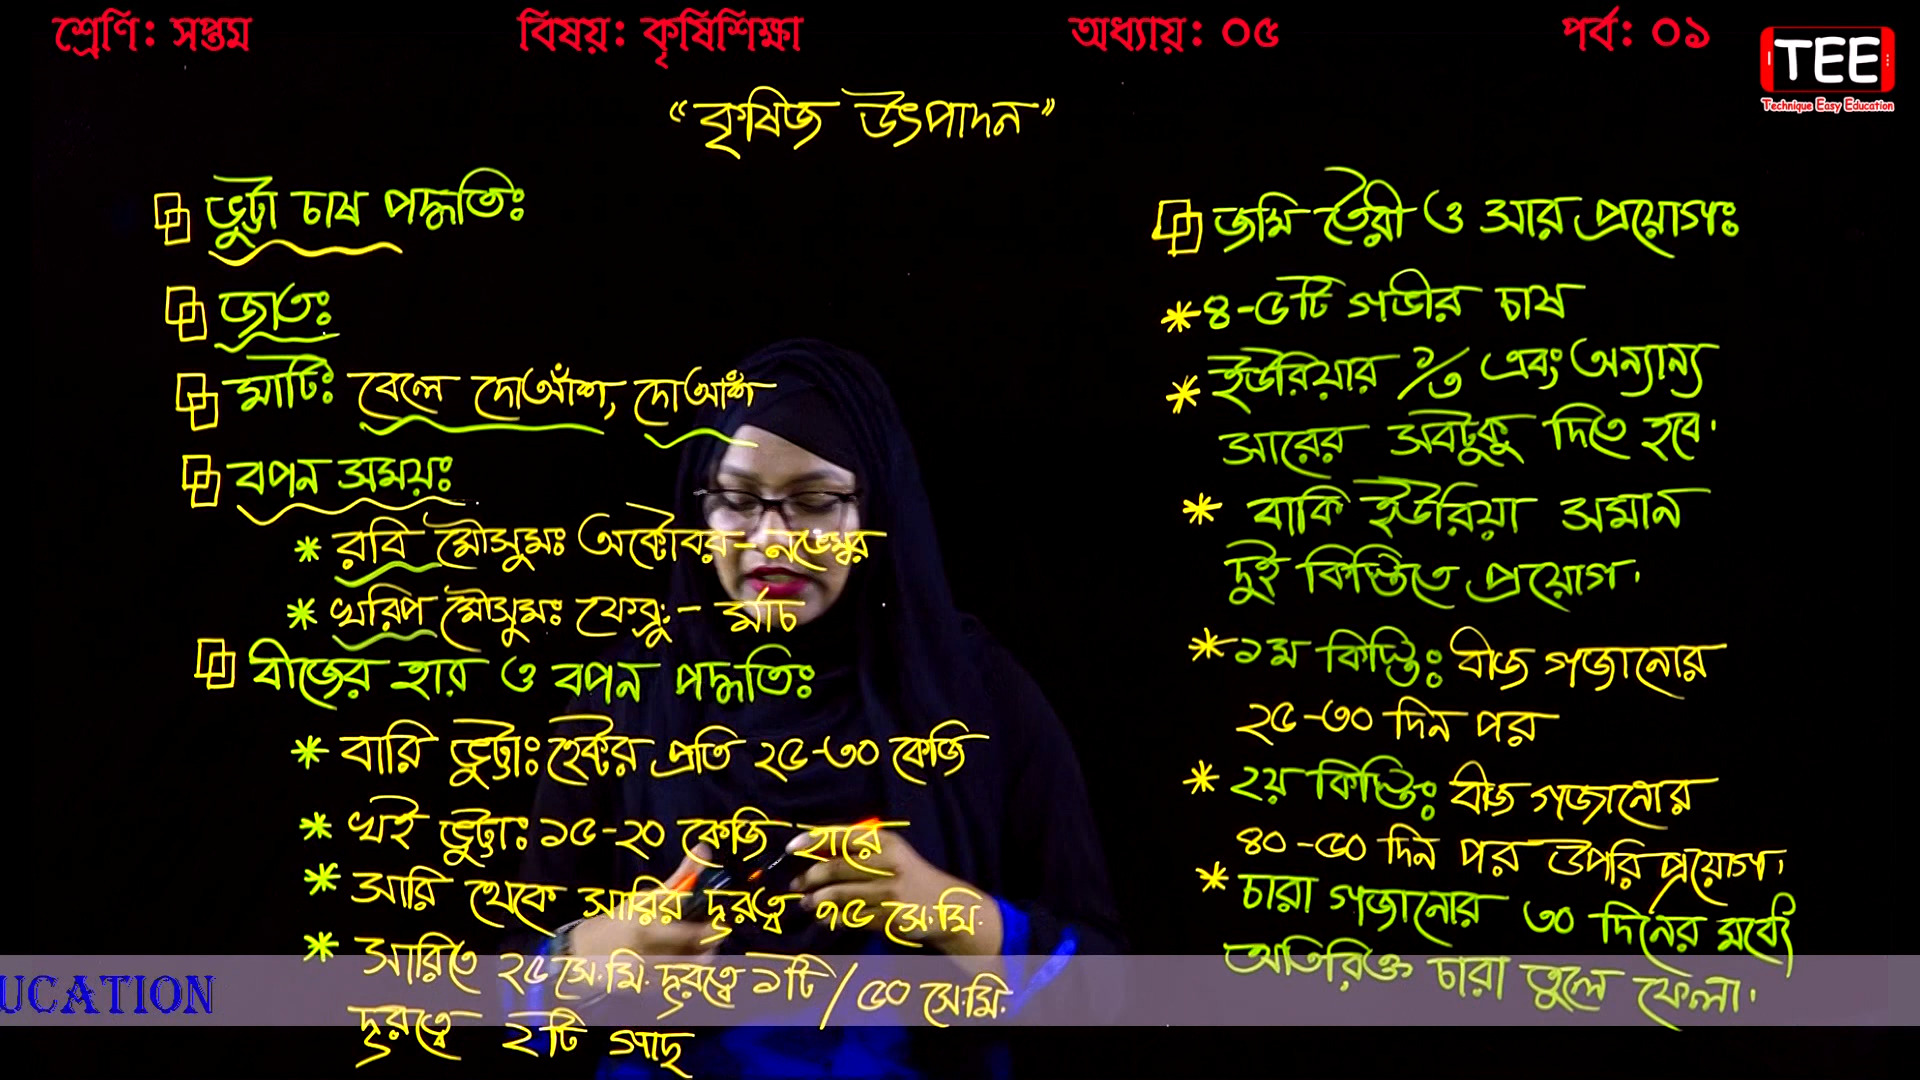 শ্রেণি: সপ্তম
বিষয়: কৃষিশিক্ষা
অধ্যায়: ০৫
পর্ব: ০১
TEE
Technique Easy Education
“কৃষিজ উৎপাদন”
ভুট্টা চাষ পদ্ধতিঃ
জাতঃ
মাটিঃ বেলে দোআঁশ, দোআঁশ
বপন সময়ঃ
* রবি মৌসুমঃ অক্টোবর - নভেম্বর
* খরিপ মৌসুমঃ ফেব্রুঃ - র্মাচ
বীজের হার ও বপন পদ্ধতিঃ
* বারি ভুট্টাঃ হেক্টর প্রতি ২৫-৩০ কেজি
* খই ভুট্টাঃ ১৫-২০ কেজি হারে
* সারি থেকে সারির দূরত্ব ৭৫ সে.মি.
* সারিতে ২৫ সে.মি. দূরত্বে ১টি / ৫০ সে.মি.
দূরত্বে ২টি গাছ
জমি তৈরী ও সার প্রয়োগঃ
* ৪-৫টি গভীর চাষ
* ইউরিয়ার ১/৩ এবং অন্যান্য
সারের সবটুকু দিতে হবে।
* বাকি ইউরিয়া সমান
দুই কিস্তিতে প্রয়োগ।
* ১ম কিস্তিঃ বীজ গজানোর
২৫-৩০ দিন পর
* ২য় কিস্তিঃ বীজ গজানোর
৪০-৫০ দিন পর উপরি প্রয়োগ।
* চারা গজানোর ৩০ দিনের মধ্যে
অতিরিক্ত চারা তুলে ফেলা।
UCATION